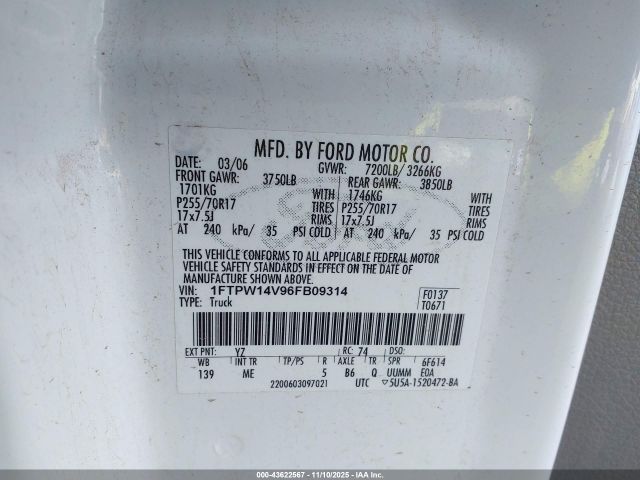 MFD. BY FORD MOTOR CO.
DATE: 03/06 GVWR: 7200LB/ 3266KG
FRONT GAWR: 3750LB REAR GAWR: 3850LB
1701KG WITH 1746KG WITH
P255/70R17 TIRES P255/70R17 TIRES
17x7.5J RIMS 17x7.5J RIMS
AT 240 kPa/ 35 PSI COLD AT 240 kPa/ 35 PSI COLD
THIS VEHICLE CONFORMS TO ALL APPLICABLE FEDERAL MOTOR
VEHICLE SAFETY STANDARDS IN EFFECT ON THE DATE OF
MANUFACTURE SHOWN ABOVE.
VIN: 1FTPW14V96FB09314 F0137
TYPE: Truck T0671
EXT PNT: YZ RC: 74 DSO:
WB INT TR TP/PS R AXLE TR SPR 6F614
139 ME 5 B6 Q UUMM E0A
2200603097021 UTC ▽5U5A-1520472-BA
000-43622567 - 11/10/2025 - IAA Inc.